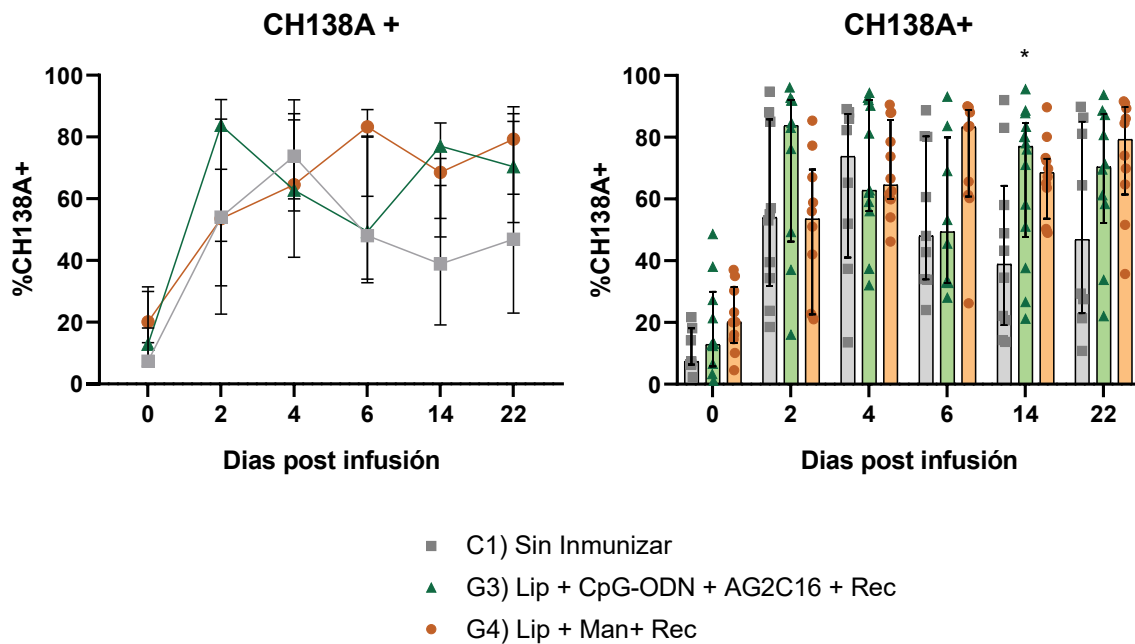 CH138A +
%CH138A+
100
80
60
40
20
0
0 2 4 6 14 22
Dias post infusión
CH138A+
*
%CH138A+
100
80
60
40
20
0
0 2 4 6 14 22
Dias post infusión
C1) Sin Inmunizar
G3) Lip + CpG-ODN + AG2C16 + Rec
G4) Lip + Man+ Rec